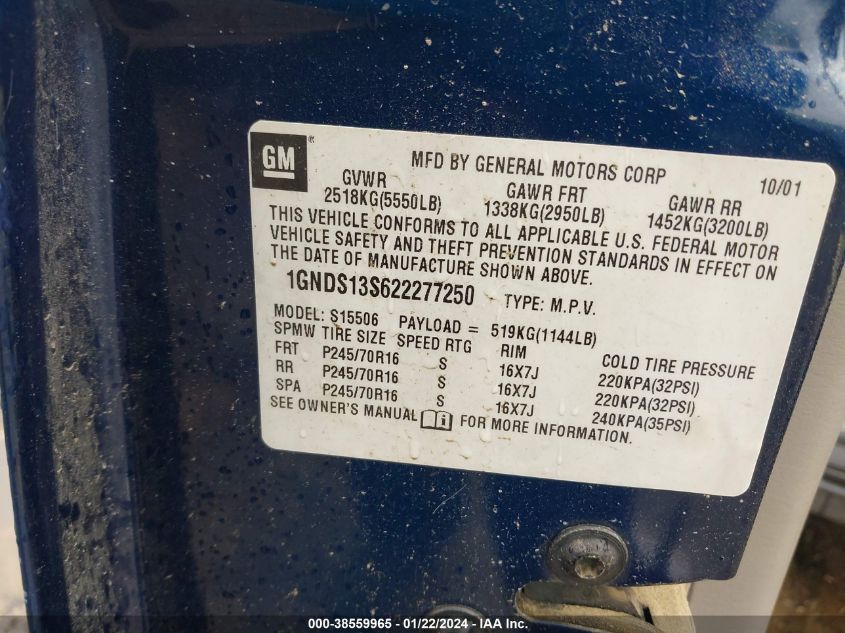 GM ® MFD BY GENERAL MOTORS CORP 10/01
GVWR GAWR FRT GAWR RR
2518KG(5550LB) 1338KG(2950LB) 1452KG(3200LB)
THIS VEHICLE CONFORMS TO ALL APPLICABLE U.S. FEDERAL MOTOR
VEHICLE SAFETY AND THEFT PREVENTION STANDARDS IN EFFECT ON
THE DATE OF MANUFACTURE SHOWN ABOVE.
1GNDS13S622277250 TYPE: M.P.V.
MODEL: S15506 PAYLOAD = 519KG(1144LB)
SPMW TIRE SIZE SPEED RTG RIM COLD TIRE PRESSURE
FRT P245/70R16 S 16X7J 220KPA(32PSI)
RR P245/70R16 S 16X7J 220KPA(32PSI)
SPA P245/70R16 S 16X7J 240KPA(35PSI)
SEE OWNER'S MANUAL i FOR MORE INFORMATION.
000-38559965 - 01/22/2024 - IAA Inc.